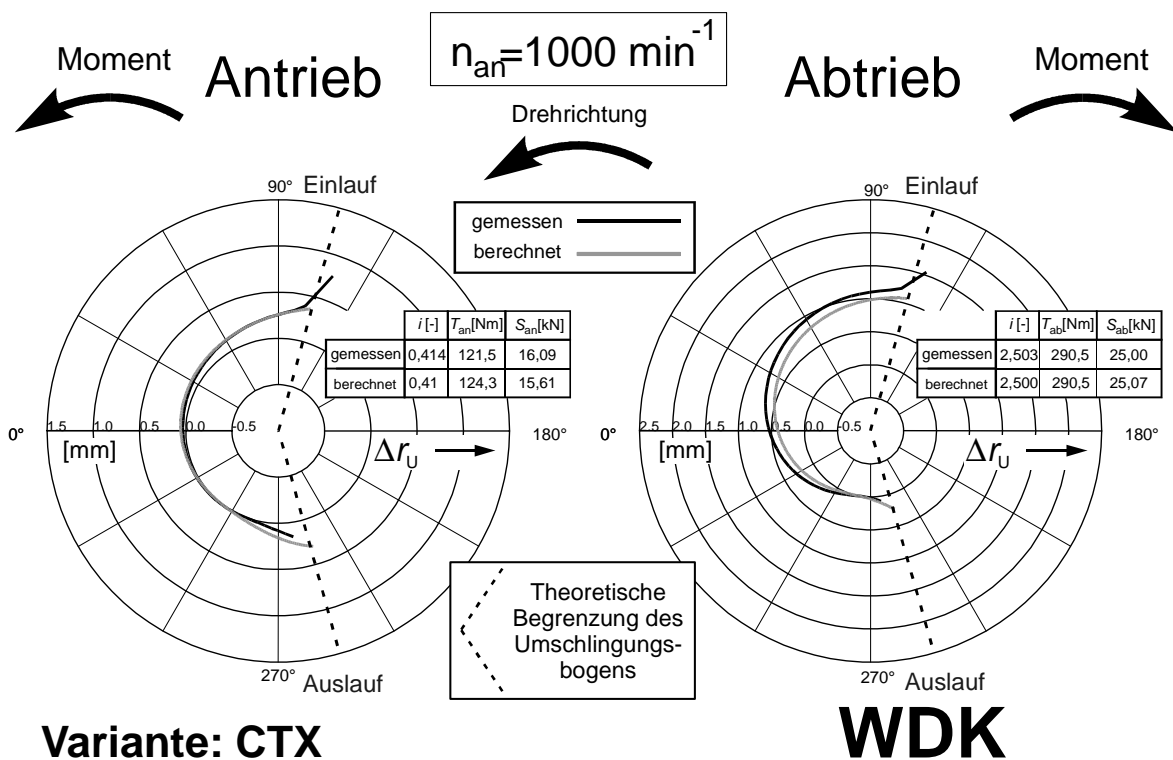 n_an=1000 min^-1
Moment
Antrieb
Abtrieb
Moment
Drehrichtung
gemessen
berechnet
90° Einlauf
i [-] T_an[Nm] S_an[kN]
gemessen 0,414 121,5 16.09
berechnet 0.41 124,3 15,61
0° 1.5 1.0 0.5 0.0 -0.5 180°
[mm] Δr_U
270° Auslauf
90° Einlauf
i [-] T_ab[Nm] S_ab[kN]
gemessen 2,503 290,5 25,00
berechnet 2,500 290,5 25,07
0° 2.5 2.0 1.5 1.0 0.5 0.0 -0.5 180°
[mm] Δr_U
270° Auslauf
Theoretische
Begrenzung des
Umschlingungs-
bogens
Variante: CTX
WDK